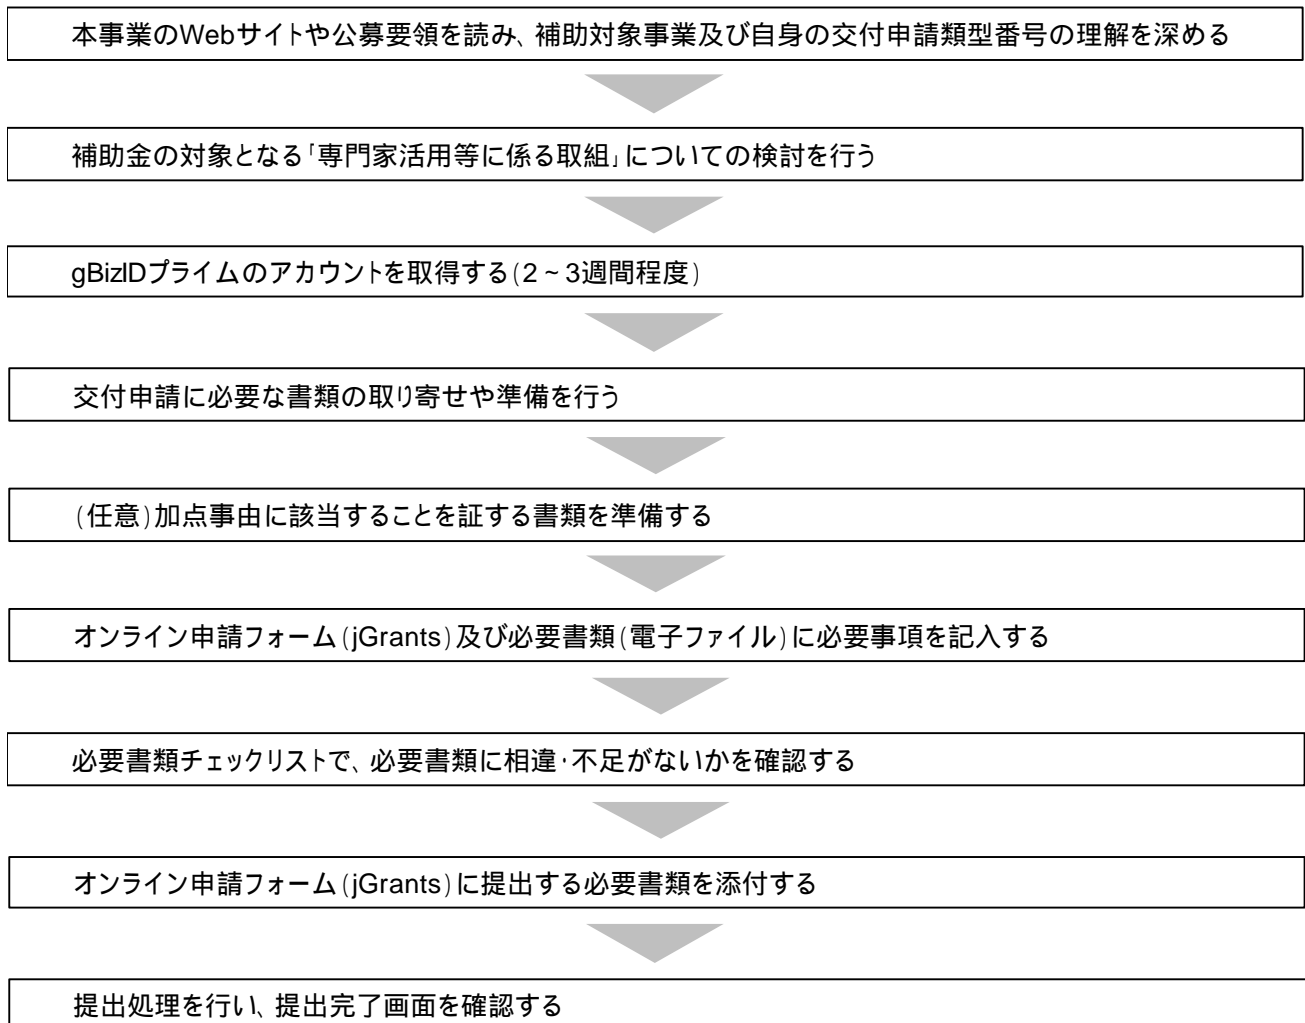 本事業のWebサイトや公募要領を読み、補助対象事業及び自身の交付申請類型番号の理解を深める
補助金の対象となる「専門家活用等に係る取組」についての検討を行う
gBizIDプライムのアカウントを取得する(2～3週間程度)
交付申請に必要な書類の取り寄せや準備を行う
(任意)加点事由に該当することを証する書類を準備する
オンライン申請フォーム(jGrants)及び必要書類(電子ファイル)に必要事項を記入する
必要書類チェックリストで、必要書類に相違・不足がないかを確認する
オンライン申請フォーム(jGrants)に提出する必要書類を添付する
提出処理を行い、提出完了画面を確認する